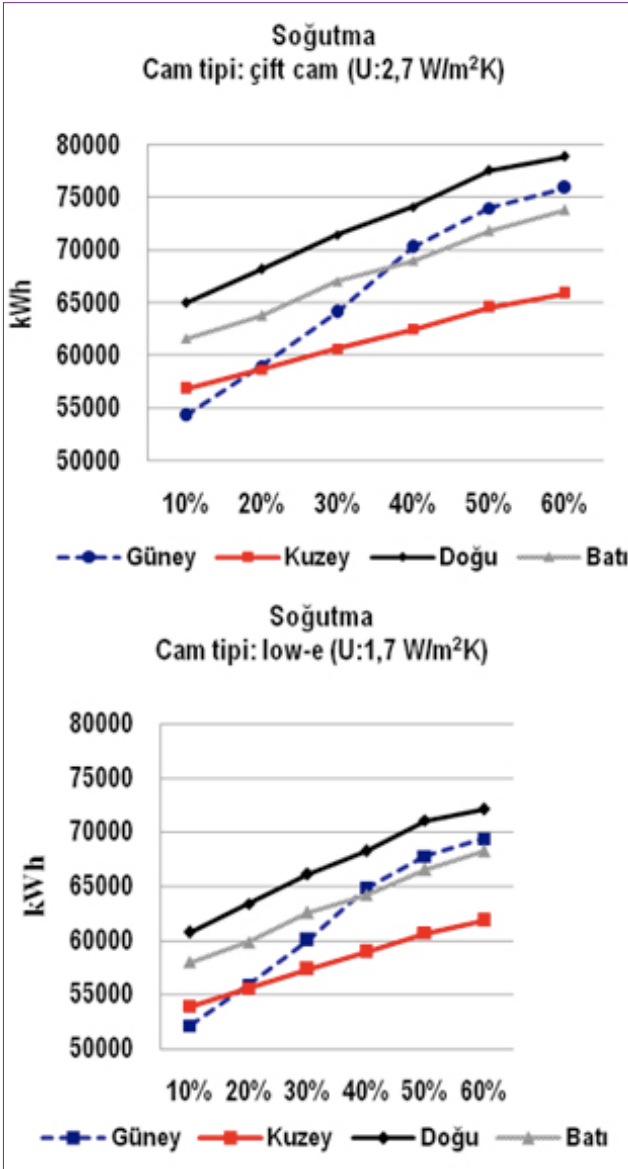 Soğutma
Cam tipi: çift cam (U:2,7 W/m²K)
80000
75000
70000
65000
60000
55000
50000
kWh
10% 20% 30% 40% 50% 60%
Güney Kuzey Doğu Batı
Soğutma
Cam tipi: low-e (U:1,7 W/m²K)
80000
75000
70000
65000
60000
55000
50000
kWh
10% 20% 30% 40% 50% 60%
Güney Kuzey Doğu Batı